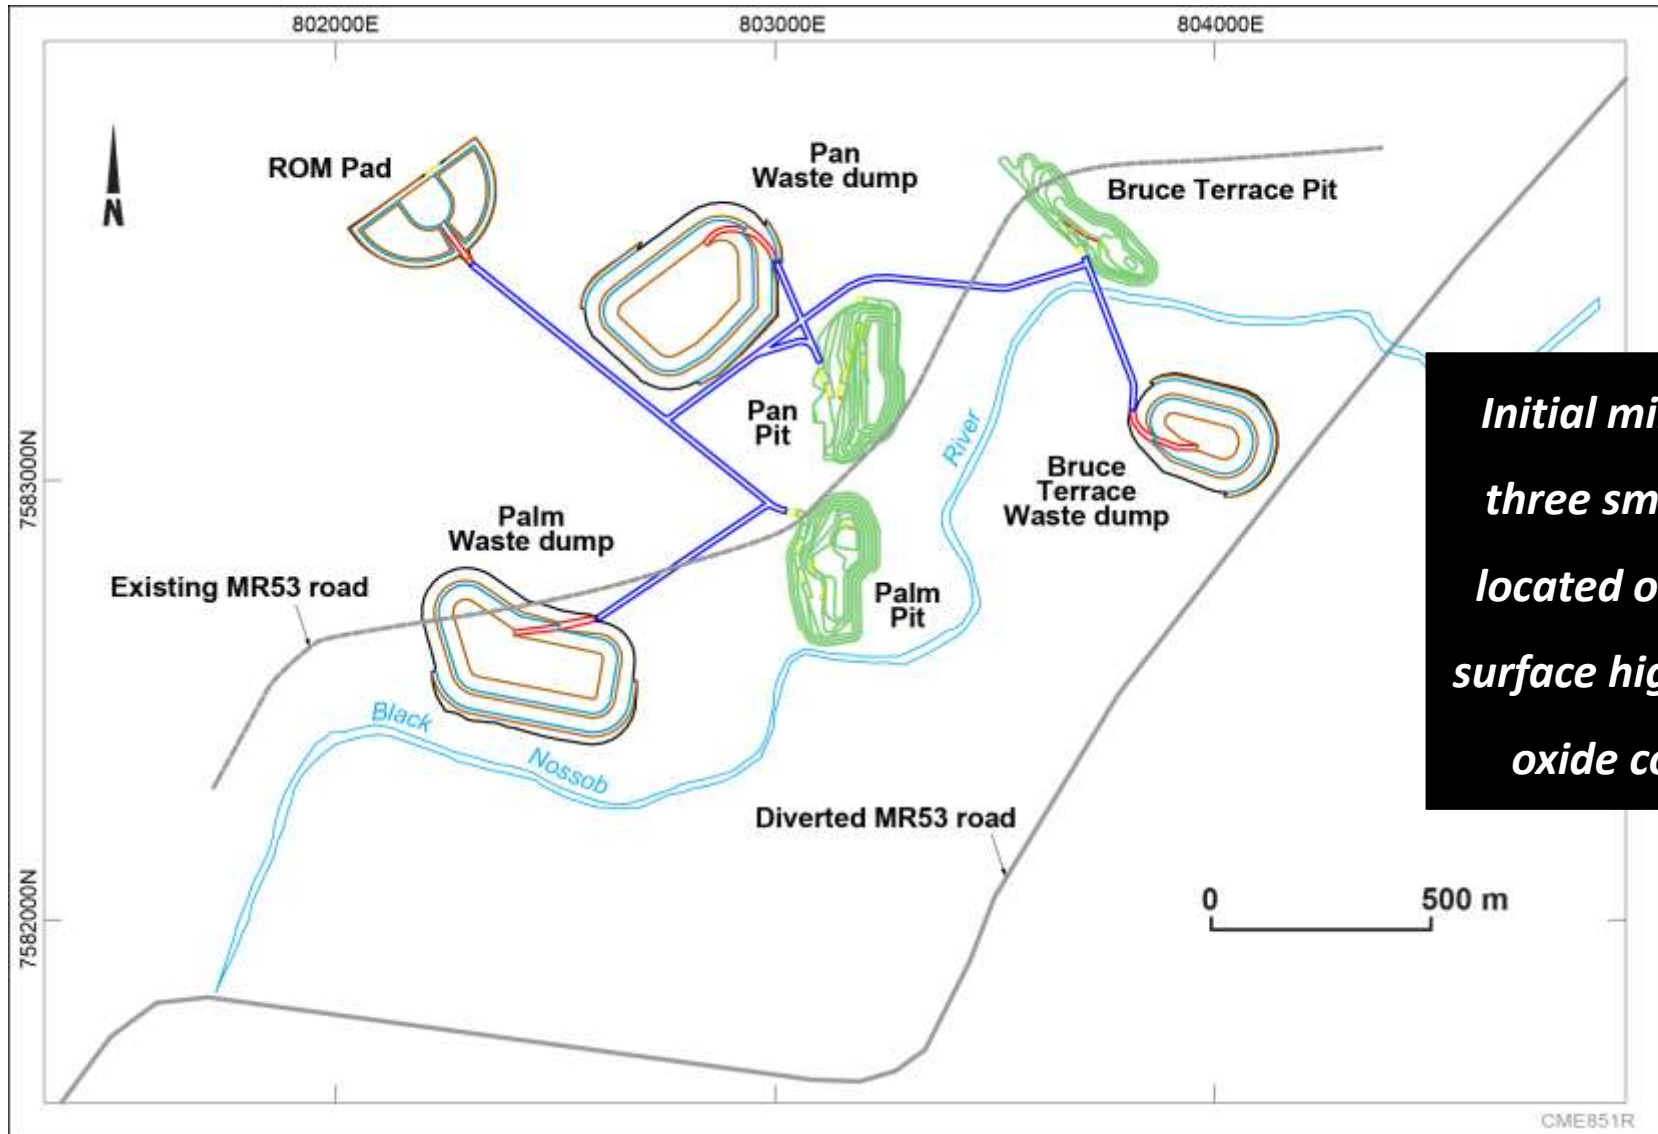 802000E
803000E
804000E
ROM Pad
Pan
Waste dump
Bruce Terrace Pit
N
Pan
Pit
River
7583000N
Bruce
Terrace
Waste dump
Palm
Waste dump
Existing MR53 road
Palm
Pit
Black
Nossob
Diverted MR53 road
0 500 m
7582000N
CME851R
Initial mi
three sm
located o
surface hig
oxide co